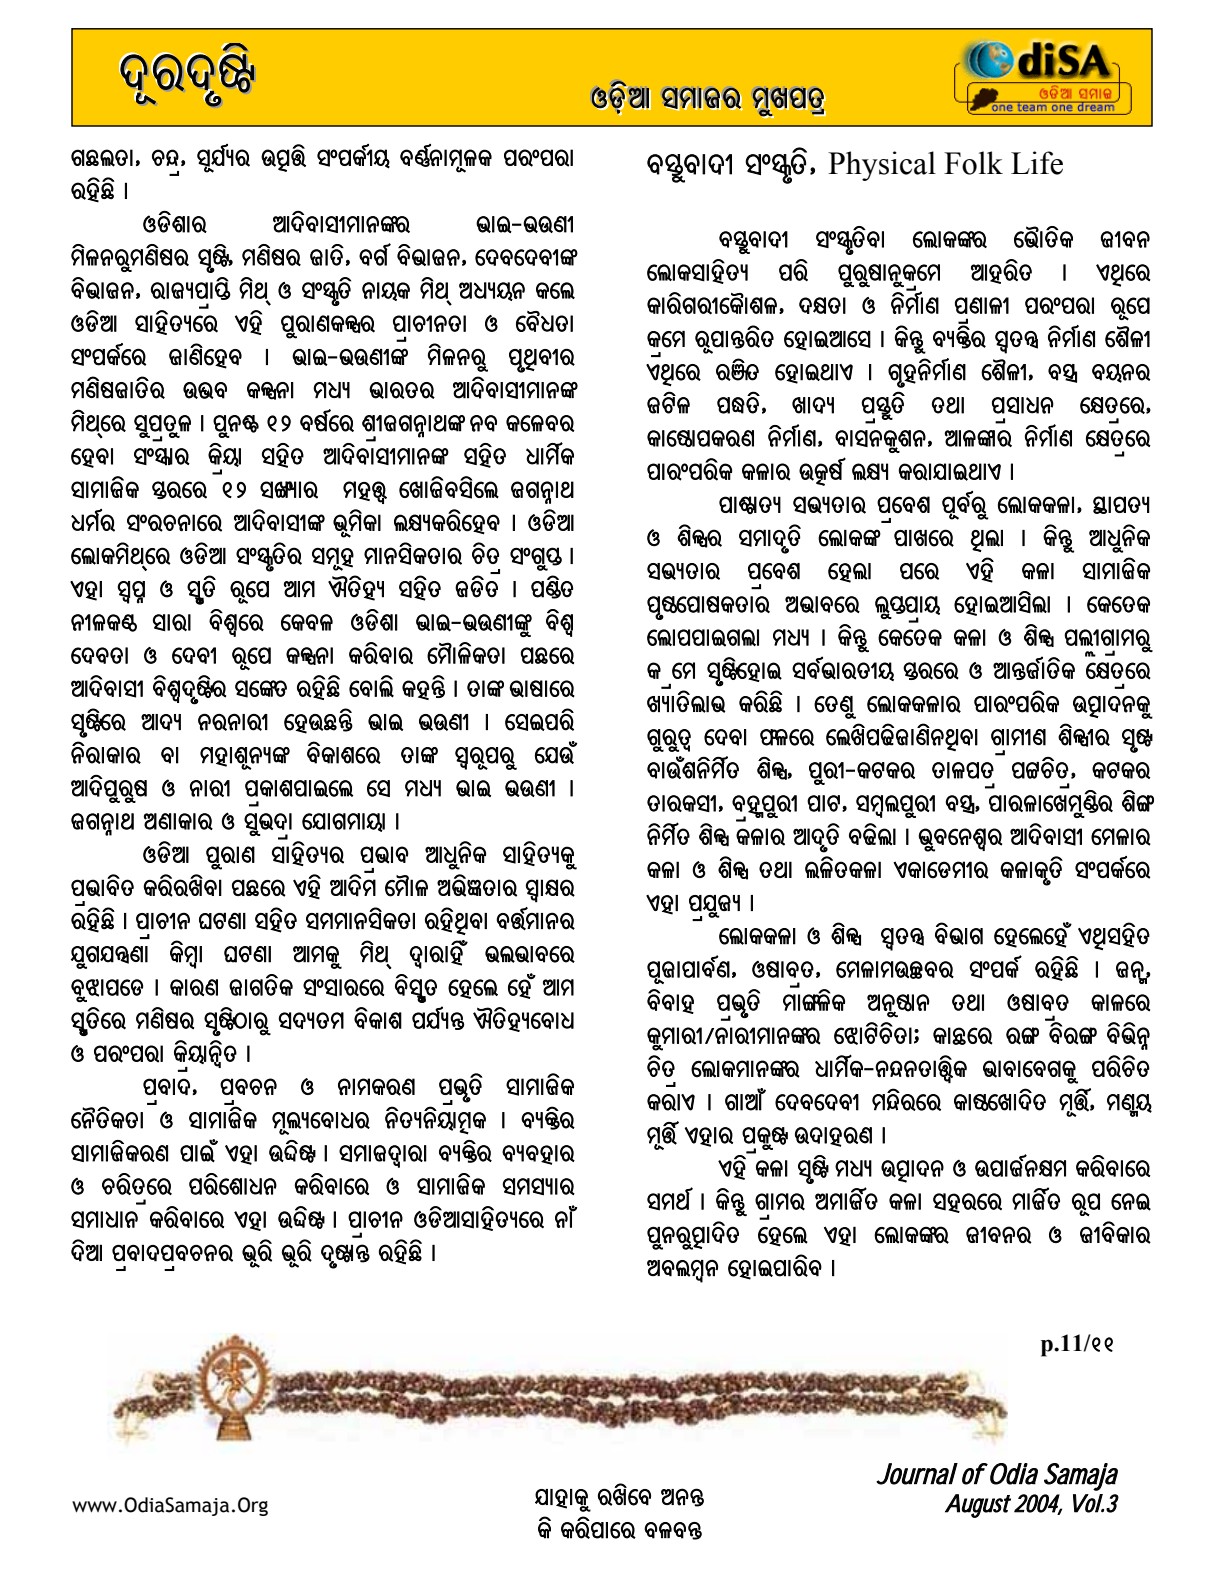 ଦୂରଦୃଷ୍ଟି
ଓଡ଼ିଆ ସମାଜର ମୁଖପତ୍ର
OdiSA
ଓଡିଆ ସମାଜ
one team one dream
ଗଛଲତା, ଚନ୍ଦ୍ର, ସୂର୍ଯ୍ୟର ଉତ୍ପତ୍ତି ସଂପର୍କୀୟ ବର୍ଣ୍ଣନାମୂଳକ ପରଂପରା
ରହିଛି ।
ଓଡିଶାର ଆଦିବାସୀମାନଙ୍କର ଭାଇ-ଭଉଣୀ
ମିଳନରୁମଣିଷର ସୃଷ୍ଟି, ମଣିଷର ଜାତି, ବର୍ଗ ବିଭାଜନ, ଦେବଦେବୀଙ୍କ
ବିଭାଜନ, ରାଜ୍ୟପ୍ରାପ୍ତି ମିଥ୍ ଓ ସଂସ୍କୃତି ନାୟକ ମିଥ୍ ଅଧ୍ୟୟନ କଲେ
ଓଡିଆ ସାହିତ୍ୟରେ ଏହି ପୁରାଣକଳ୍ପର ପ୍ରାଚୀନତା ଓ ବୈଧତା
ସଂପର୍କରେ ଜାଣିହେବ । ଭାଇ-ଭଉଣୀଙ୍କ ମିଳନରୁ ପୃଥିବୀର
ମଣିଷଜାତିର ଉଦ୍ଭବ କଳ୍ପନା ମଧ୍ୟ ଭାରତର ଆଦିବାସୀମାନଙ୍କ
ମିଥ୍‌ରେ ସୁପ୍ରତୁଳ । ପୁନଶ୍ଚ ୧୨ ବର୍ଷରେ ଶ୍ରୀଜଗନ୍ନାଥଙ୍କ ନବ କଳେବର
ହେବା ସଂସ୍କାର କ୍ରିୟା ସହିତ ଆଦିବାସୀମାନଙ୍କ ସହିତ ଧାର୍ମିକ
ସାମାଜିକ ସ୍ତରରେ ୧୨ ସଂଖ୍ୟାର ମହତ୍ତ୍ୱ ଖୋଜିବସିଲେ ଜଗନ୍ନାଥ
ଧର୍ମର ସଂରଚନାରେ ଆଦିବାସୀଙ୍କ ଭୂମିକା ଲକ୍ଷ୍ୟକରିହେବ । ଓଡିଆ
ଲୋକମିଥ୍‌ରେ ଓଡିଆ ସଂସ୍କୃତିର ସମୂହ ମାନସିକତାର ଚିତ୍ର ସଂଗୁପ୍ତ ।
ଏହା ସ୍ୱପ୍ନ ଓ ସ୍ମୃତି ରୂପେ ଆମ ଐତିହ୍ୟ ସହିତ ଜଡିତ । ପଣ୍ଡିତ
ନୀଳକଣ୍ଠ ସାରା ବିଶ୍ୱରେ କେବଳ ଓଡିଶା ଭାଇ-ଭଉଣୀଙ୍କୁ ବିଶ୍ୱ
ଦେବତା ଓ ଦେବୀ ରୂପେ କଳ୍ପନା କରିବାର ମୌଳିକତା ପଛରେ
ଆଦିବାସୀ ବିଶ୍ୱଦୃଷ୍ଟିର ସଙ୍କେତ ରହିଛି ବୋଲି କହନ୍ତି । ତାଙ୍କ ଭାଷାରେ
ସୃଷ୍ଟିରେ ଆଦ୍ୟ ନରନାରୀ ହେଉଛନ୍ତି ଭାଇ ଭଉଣୀ । ସେଇପରି
ନିରାକାର ବା ମହାଶୂନ୍ୟଙ୍କ ବିକାଶରେ ତାଙ୍କ ସ୍ୱରୂପରୁ ଯେଉଁ
ଆଦିପୁରୁଷ ଓ ନାରୀ ପ୍ରକାଶପାଇଲେ ସେ ମଧ୍ୟ ଭାଇ ଭଉଣୀ ।
ଜଗନ୍ନାଥ ଅଣାକାର ଓ ସୁଭଦ୍ରା ଯୋଗମାୟା ।
ଓଡିଆ ପୁରାଣ ସାହିତ୍ୟର ପ୍ରଭାବ ଆଧୁନିକ ସାହିତ୍ୟକୁ
ପ୍ରଭାବିତ କରିରଖିବା ପଛରେ ଏହି ଆଦିମ ମୌଳ ଅଭିଜ୍ଞତାର ସ୍ୱାକ୍ଷର
ରହିଛି । ପ୍ରାଚୀନ ଘଟଣା ସହିତ ସମମାନସିକତା ରହିଥିବା ବର୍ତ୍ତମାନର
ଯୁଗଯନ୍ତ୍ରଣା କିମ୍ବା ଘଟଣା ଆମକୁ ମିଥ୍ ଦ୍ୱାରାହିଁ ଭଲଭାବରେ
ବୁଝାପଡେ । କାରଣ ଜାଗତିକ ସଂସାରରେ ବିସ୍ମୃତ ହେଲେ ହେଁ ଆମ
ସ୍ମୃତିରେ ମଣିଷର ସୃଷ୍ଟିଠାରୁ ସଦ୍ୟତମ ବିକାଶ ପର୍ଯ୍ୟନ୍ତ ଐତିହ୍ୟବୋଧ
ଓ ପରଂପରା କ୍ରିୟାନ୍ୱିତ ।
ପ୍ରବାଦ, ପ୍ରବଚନ ଓ ନାମକରଣ ପ୍ରଭୃତି ସାମାଜିକ
ନୈତିକତା ଓ ସାମାଜିକ ମୂଲ୍ୟବୋଧର ନିତ୍ୟନିୟାତ୍ମକ । ବ୍ୟକ୍ତିର
ସାମାଜିକରଣ ପାଇଁ ଏହା ଉଦ୍ଦିଷ୍ଟ । ସମାଜଦ୍ୱାରା ବ୍ୟକ୍ତିର ବ୍ୟବହାର
ଓ ଚରିତ୍ରରେ ପରିଶୋଧନ କରିବାରେ ଓ ସାମାଜିକ ସମସ୍ୟାର
ସମାଧାନ କରିବାରେ ଏହା ଉଦ୍ଦିଷ୍ଟ । ପ୍ରାଚୀନ ଓଡିଆସାହିତ୍ୟରେ ନାଁ
ଦିଆ ପ୍ରବାଦପ୍ରବଚନର ଭୂରି ଭୂରି ଦୃଷ୍ଟାନ୍ତ ରହିଛି ।
ବସ୍ତୁବାଦୀ ସଂସ୍କୃତି, Physical Folk Life
ବସ୍ତୁବାଦୀ ସଂସ୍କୃତିବା ଲୋକଙ୍କର ଭୌତିକ ଜୀବନ
ଲୋକସାହିତ୍ୟ ପରି ପୁରୁଷାନୁକ୍ରମେ ଆହରିତ । ଏଥିରେ
କାରିଗରୀକୌଶଳ, ଦକ୍ଷତା ଓ ନିର୍ମାଣ ପ୍ରଣାଳୀ ପରଂପରା ରୂପେ
କ୍ରମେ ରୂପାନ୍ତରିତ ହୋଇଆସେ । କିନ୍ତୁ ବ୍ୟକ୍ତିର ସ୍ୱତନ୍ତ୍ର ନିର୍ମାଣ ଶୈଳୀ
ଏଥିରେ ରଞ୍ଜିତ ହୋଇଥାଏ । ଗୃହନିର୍ମାଣ ଶୈଳୀ, ବସ୍ତ୍ର ବୟନର
ଜଟିଳ ପଦ୍ଧତି, ଖାଦ୍ୟ ପ୍ରସ୍ତୁତି ତଥା ପ୍ରସାଧନ କ୍ଷେତ୍ରରେ,
କାଷ୍ଠୋପକରଣ ନିର୍ମାଣ, ବାସନକୁଶନ, ଆଳଙ୍କାର ନିର୍ମାଣ କ୍ଷେତ୍ରରେ
ପାରଂପରିକ କଳାର ଉତ୍କର୍ଷ ଲକ୍ଷ୍ୟ କରାଯାଇଥାଏ ।
ପାଶ୍ଚାତ୍ୟ ସଭ୍ୟତାର ପ୍ରବେଶ ପୂର୍ବରୁ ଲୋକକଳା, ସ୍ଥାପତ୍ୟ
ଓ ଶିଳ୍ପର ସମାଦୃତି ଲୋକଙ୍କ ପାଖରେ ଥିଲା । କିନ୍ତୁ ଆଧୁନିକ
ସଭ୍ୟତାର ପ୍ରବେଶ ହେଲା ପରେ ଏହି କଳା ସାମାଜିକ
ପୃଷ୍ଠପୋଷକତାର ଅଭାବରେ ଲୁପ୍ତପ୍ରାୟ ହୋଇଆସିଲା । କେତେକ
ଲୋପପାଇଗଲା ମଧ୍ୟ । କିନ୍ତୁ କେତେକ କଳା ଓ ଶିଳ୍ପ ପଲ୍ଲୀଗ୍ରାମରୁ
କ୍ରମେ ସୃଷ୍ଟିହୋଇ ସର୍ବଭାରତୀୟ ସ୍ତରରେ ଓ ଆନ୍ତର୍ଜାତିକ କ୍ଷେତ୍ରରେ
ଖ୍ୟାତିଲାଭ କରିଛି । ତେଣୁ ଲୋକକଳାର ପାରଂପରିକ ଉତ୍ପାଦନକୁ
ଗୁରୁତ୍ୱ ଦେବା ଫଳରେ ଲେଖିପଢିଜାଣିନଥିବା ଗ୍ରାମୀଣ ଶିଳ୍ପୀର ସୃଷ୍ଟ
ବାଉଁଶନିର୍ମିତ ଶିଳ୍ପ, ପୁରୀ-କଟକର ତାଳପତ୍ର ପଟ୍ଟଚିତ୍ର, କଟକର
ତାରକସୀ, ବ୍ରହ୍ମପୁରୀ ପାଟ, ସମ୍ବଲପୁରୀ ବସ୍ତ୍ର, ପାରଳାଖେମୁଣ୍ଡିର ଶିଙ୍ଗ
ନିର୍ମିତ ଶିଳ୍ପ କଳାର ଆଦୃତି ବଢିଲା । ଭୁବନେଶ୍ୱର ଆଦିବାସୀ ମେଳାର
କଳା ଓ ଶିଳ୍ପ ତଥା ଲଳିତକଳା ଏକାଡେମୀର କଳାକୃତି ସଂପର୍କରେ
ଏହା ପ୍ରଯୁଜ୍ୟ ।
ଲୋକକଳା ଓ ଶିଳ୍ପ ସ୍ୱତନ୍ତ୍ର ବିଭାଗ ହେଲେହେଁ ଏଥିସହିତ
ପୂଜାପାର୍ବଣ, ଓଷାବ୍ରତ, ମେଳାମଉଚ୍ଛବର ସଂପର୍କ ରହିଛି । ଜନ୍ମ,
ବିବାହ ପ୍ରଭୃତି ମାଙ୍ଗଳିକ ଅନୁଷ୍ଠାନ ତଥା ଓଷାବ୍ରତ କାଳରେ
କୁମାରୀ/ନାରୀମାନଙ୍କର ଝୋଟିଚିତା; କାନ୍ଥରେ ରଙ୍ଗ ବିରଙ୍ଗ ବିଭିନ୍ନ
ଚିତ୍ର ଲୋକମାନଙ୍କର ଧାର୍ମିକ-ନନ୍ଦନତାତ୍ତ୍ୱିକ ଭାବାବେଗକୁ ପରିଚିତ
କରାଏ । ଗାଆଁ ଦେବଦେବୀ ମନ୍ଦିରରେ କାଷ୍ଠଖୋଦିତ ମୂର୍ତ୍ତି, ମଣ୍ମୟ
ମୂର୍ତ୍ତି ଏହାର ପ୍ରକୃଷ୍ଟ ଉଦାହରଣ ।
ଏହି କଳା ସୃଷ୍ଟି ମଧ୍ୟ ଉତ୍ପାଦନ ଓ ଉପାର୍ଜନକ୍ଷମ କରିବାରେ
ସମର୍ଥ । କିନ୍ତୁ ଗ୍ରାମର ଅମାର୍ଜିତ କଳା ସହରରେ ମାର୍ଜିତ ରୂପ ନେଇ
ପୁନରୁତ୍ପାଦିତ ହେଲେ ଏହା ଲୋକଙ୍କର ଜୀବନର ଓ ଜୀବିକାର
ଅବଲମ୍ବନ ହୋଇପାରିବ ।
p.11/୧୧
Journal of Odia Samaja
August 2004, Vol.3
www.OdiaSamaja.Org
ଯାହାକୁ ରଖିବେ ଅନନ୍ତ
କି କରିପାରେ ବଳବନ୍ତ